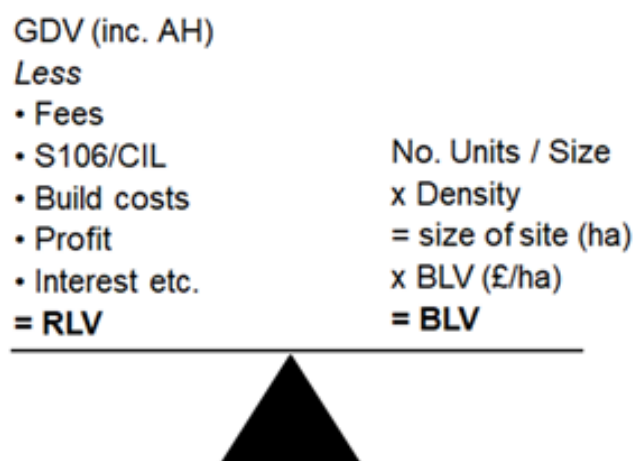 GDV (inc. AH)
Less
• Fees
• S106/CIL
• Build costs
• Profit
• Interest etc.
= RLV
No. Units / Size
x Density
= size of site (ha)
x BLV (£/ha)
= BLV